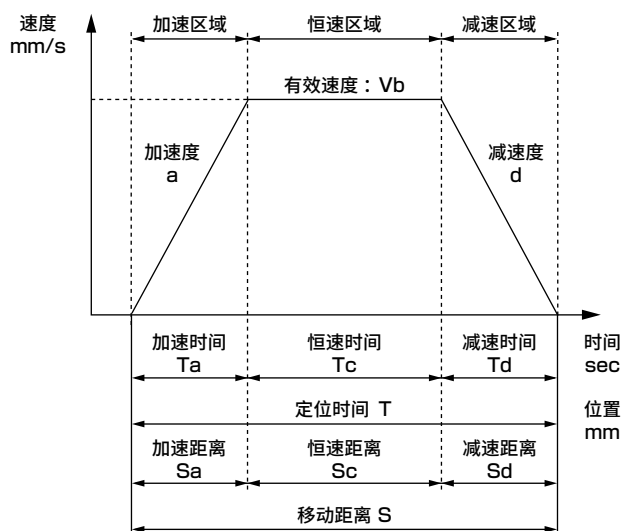 速度
mm/s
加速区域
恒速区域
减速区域
有效速度：Vb
加速度
a
减速度
d
加速时间
Ta
恒速时间
Tc
减速时间
Td
时间
sec
定位时间 T
位置
mm
加速距离
Sa
恒速距离
Sc
减速距离
Sd
移动距离 S